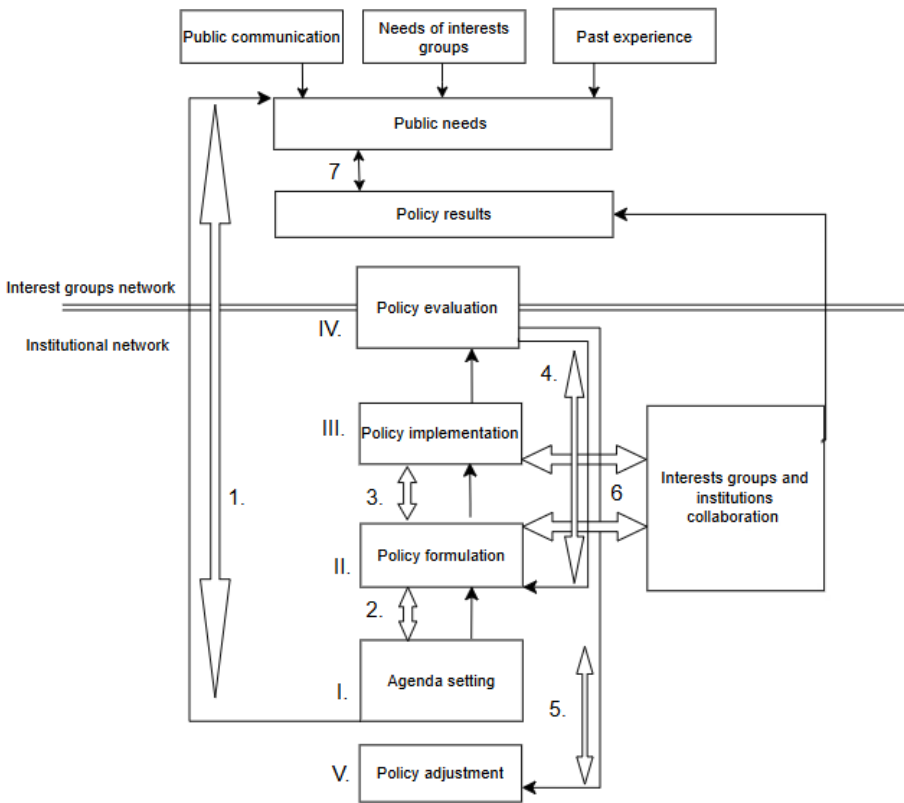 Public communication
Needs of interests
groups
Past experience
Public needs
7
Policy results
Interest groups network
Institutional network
Policy evaluation
IV.
4.
III.
Policy implementation
1.
3.
6
Interests groups and
institutions
collaboration
II.
Policy formulation
2.
I.
Agenda setting
5.
V.
Policy adjustment